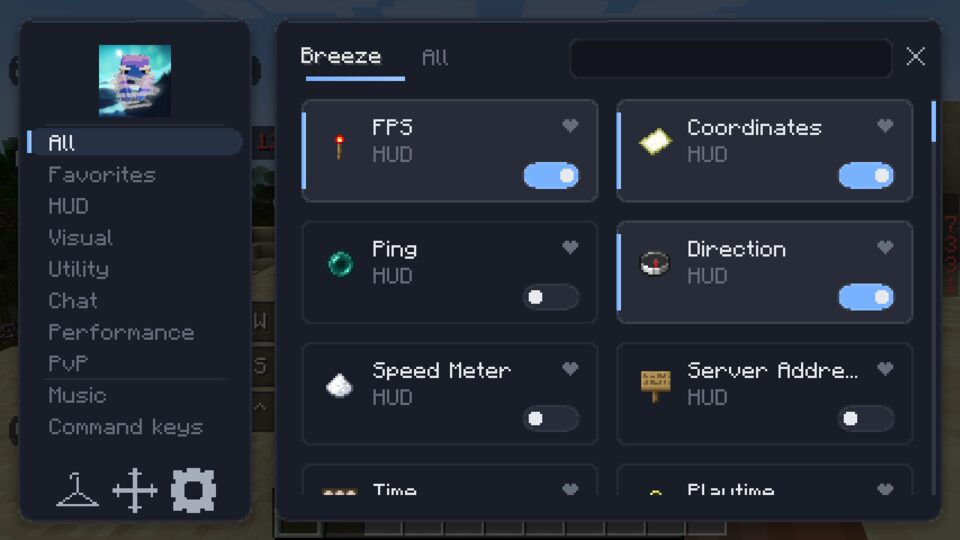 All
Favorites
HUD
Visual
Utility
Chat
Performance
PvP
Music
Command keys
Breeze
All
FPS
HUD
Coordinates
HUD
Ping
HUD
Direction
HUD
Speed Meter
HUD
Server Addre...
HUD
Time
Playtime
W
S